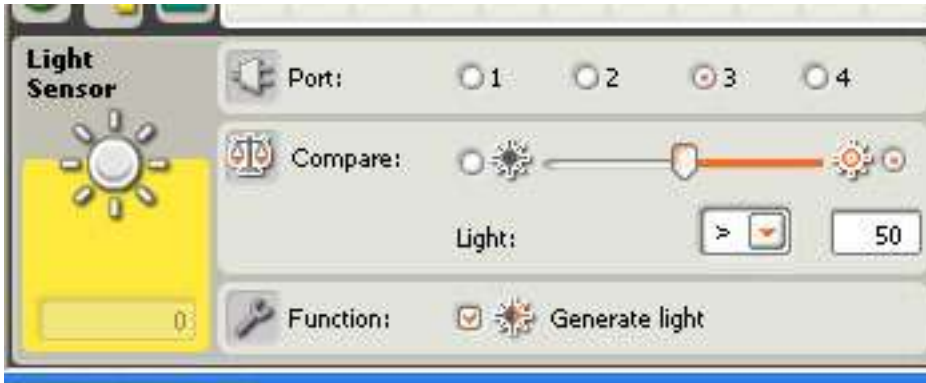 Light
Sensor
Port: 1 2 3 4
Compare:
Light: > 50
0
Function: Generate light